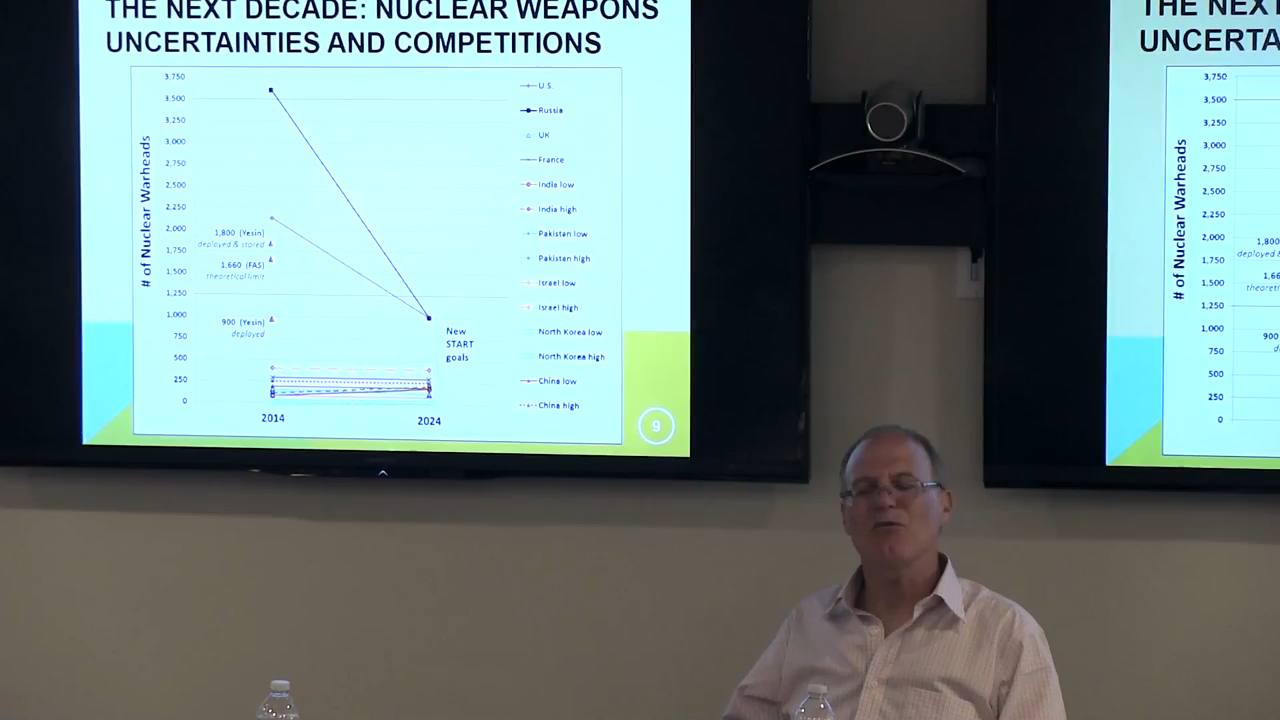 THE NEXT DECADE: NUCLEAR WEAPONS
UNCERTAINTIES AND COMPETITIONS
# of Nuclear Warheads
3,750
3,500
3,250
3,000
2,750
2,500
2,250
2,000
1,750
1,500
1,250
1,000
750
500
250
0
1,800 (Yesin)
deployed & stored
1,660 (FAS)
theoretical limit
900 (Yesin)
deployed
New
START
goals
2014
2024
U.S.
Russia
UK
France
India low
India high
Pakistan low
Pakistan high
Israel low
Israel high
North Korea low
North Korea high
China low
China high
9
THE NEX
UNCERTA
# of Nuclear Warheads
3,750
3,500
3,250
3,000
2,750
2,500
2,250
2,000
1,750
1,500
1,250
1,000
750
500
250
0
1,800
deployed &
1,66
theoret
900
d